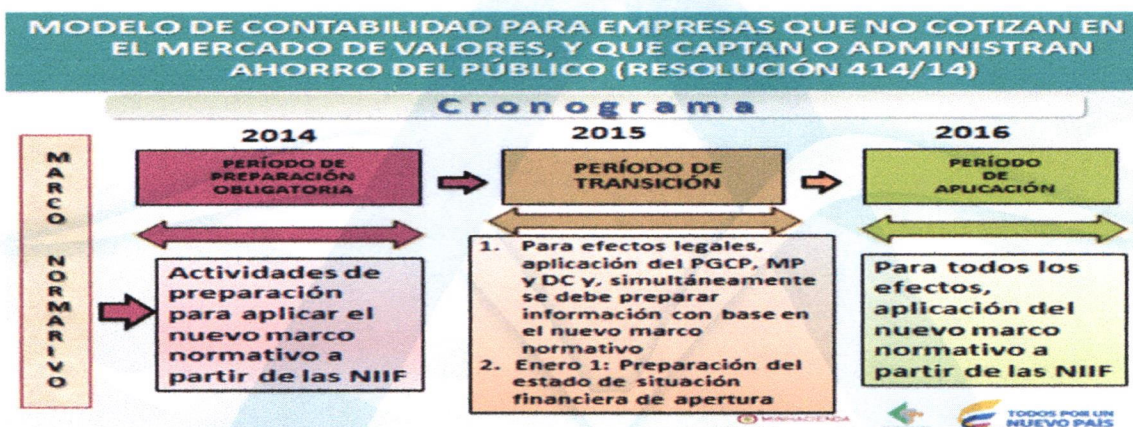 MODELO DE CONTABILIDAD PARA EMPRESAS QUE NO COTIZAN EN
EL MERCADO DE VALORES, Y QUE CAPTAN O ADMINISTRAN
AHORRO DEL PÚBLICO (RESOLUCIÓN 414/14)
Cronograma
MARCO NORMARIVO
2014
PERÍODO DE
PREPARACIÓN
OBLIGATORIA
Actividades de
preparación
para aplicar el
nuevo marco
normativo a
partir de las NIIF
2015
PERÍODO DE
TRANSICIÓN
1. Para efectos legales,
aplicación del PGCP, MP
y DC y, simultáneamente
se debe preparar
información con base en
el nuevo marco
normativo
2. Enero 1: Preparación del
estado de situación
financiera de apertura
2016
PERÍODO
DE
APLICACIÓN
Para todos los
efectos,
aplicación del
nuevo marco
normativo a
partir de las NIIF
MINHACIENDA
TODOS POR UN
NUEVO PAÍS